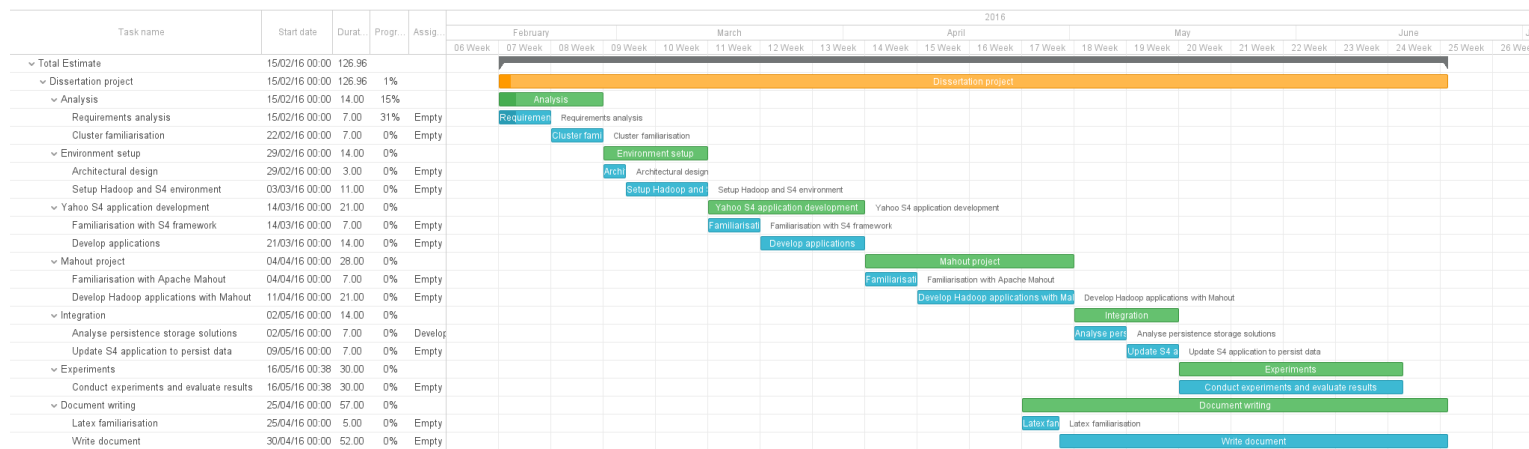 2016
Task name Start date Durat... Progr... Assig... February March April May June
06 Week 07 Week 08 Week 09 Week 10 Week 11 Week 12 Week 13 Week 14 Week 15 Week 16 Week 17 Week 18 Week 19 Week 20 Week 21 Week 22 Week 23 Week 24 Week 25 Week 26 Wee
Total Estimate 15/02/16 00:00 126.96
Dissertation project 15/02/16 00:00 126.96 1% Dissertation project
Analysis 15/02/16 00:00 14.00 15% Analysis
Requirements analysis 15/02/16 00:00 7.00 31% Empty Requiremen Requirements analysis
Cluster familiarisation 22/02/16 00:00 7.00 0% Empty Cluster fami Cluster familiarisation
Environment setup 29/02/16 00:00 14.00 0% Environment setup
Architectural design 29/02/16 00:00 3.00 0% Empty Archi Architectural design
Setup Hadoop and S4 environment 03/03/16 00:00 11.00 0% Empty Setup Hadoop and Setup Hadoop and S4 environment
Yahoo S4 application development 14/03/16 00:00 21.00 0% Yahoo S4 application development Yahoo S4 application development
Familiarisation with S4 framework 14/03/16 00:00 7.00 0% Empty Familiarisati Familiarisation with S4 framework
Develop applications 21/03/16 00:00 14.00 0% Empty Develop applications
Mahout project 04/04/16 00:00 28.00 0% Mahout project
Familiarisation with Apache Mahout 04/04/16 00:00 7.00 0% Empty Familiarisati Familiarisation with Apache Mahout
Develop Hadoop applications with Mahout 11/04/16 00:00 21.00 0% Empty Develop Hadoop applications with Mal Develop Hadoop applications with Mahout
Integration 02/05/16 00:00 14.00 0% Integration
Analyse persistence storage solutions 02/05/16 00:00 7.00 0% Develop Analyse pers Analyse persistence storage solutions
Update S4 application to persist data 09/05/16 00:00 7.00 0% Empty Update S4 a Update S4 application to persist data
Experiments 16/05/16 00:38 30.00 0% Experiments
Conduct experiments and evaluate results 16/05/16 00:38 30.00 0% Empty Conduct experiments and evaluate results
Document writing 25/04/16 00:00 57.00 0% Document writing
Latex familiarisation 25/04/16 00:00 5.00 0% Empty Latex fan Latex familiarisation
Write document 30/04/16 00:00 52.00 0% Empty Write document